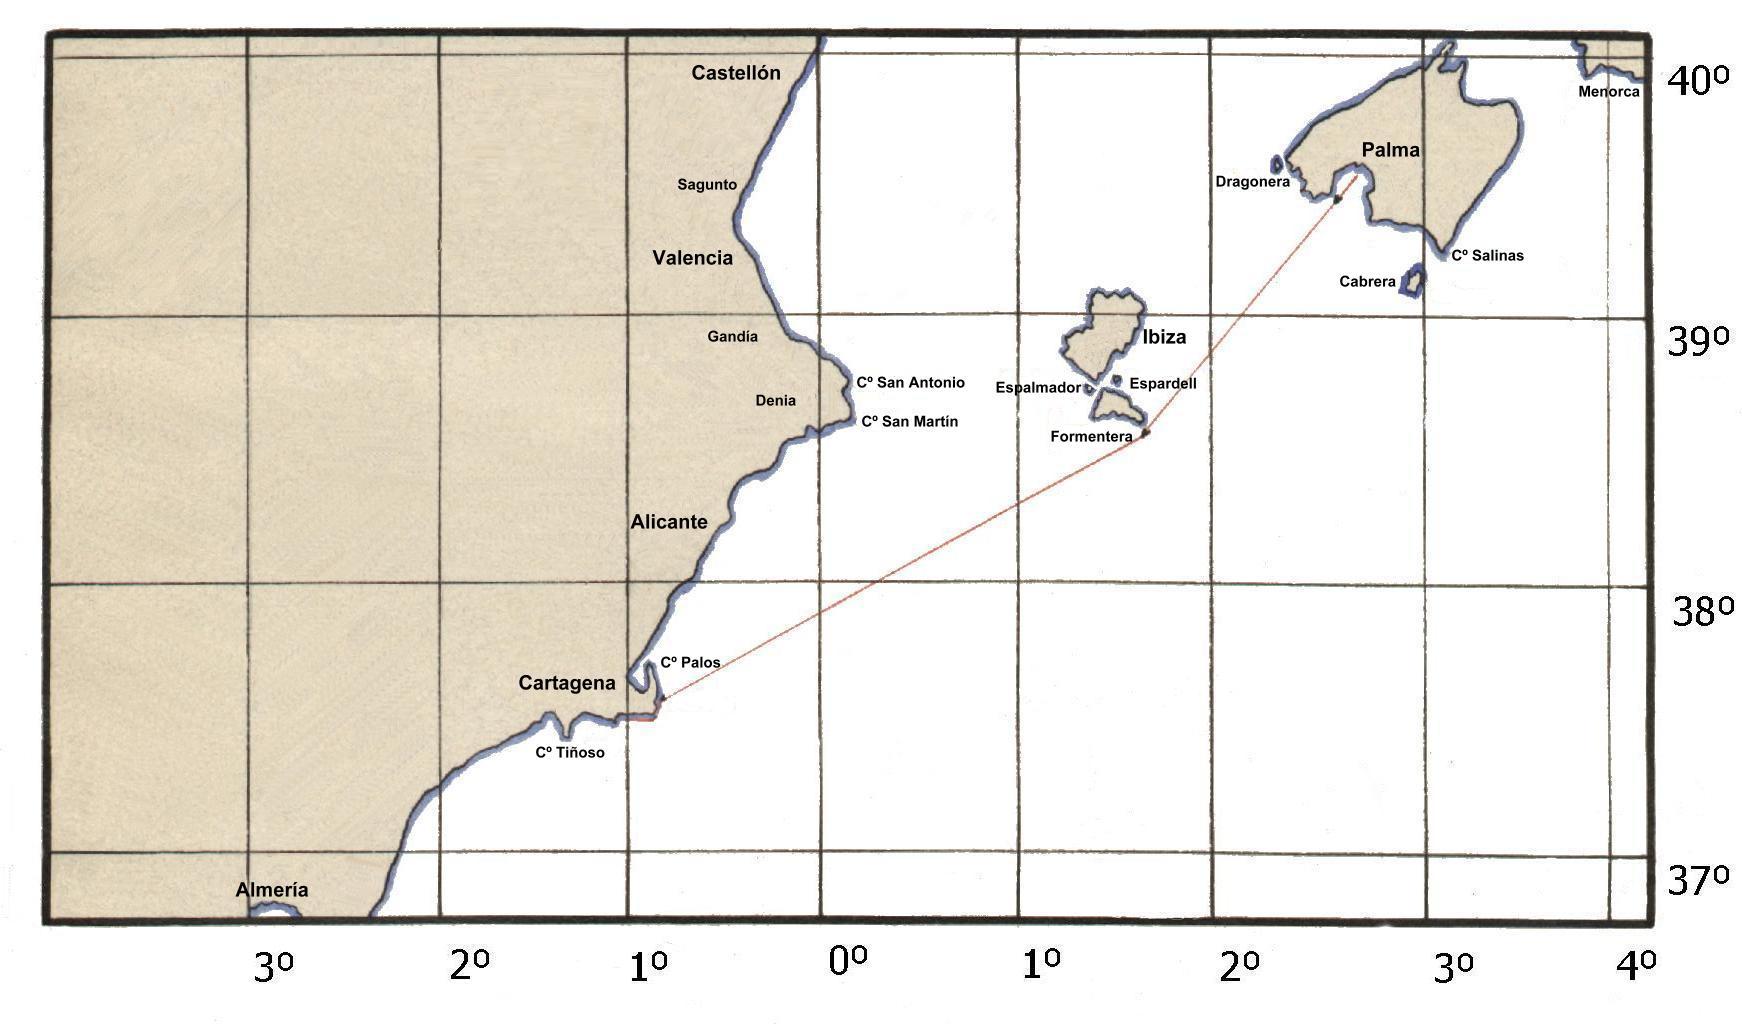 Castellón
40º
Menorca
Palma
Dragonera
Sagunto
Valencia
Cº Salinas
Cabrera
Gandía
Ibiza
39º
Cº San Antonio
Espalmador
Espardell
Denia
Cº San Martín
Formentera
Alicante
38º
Cº Palos
Cartagena
Cº Tiñoso
37º
Almería
3º 2º 1º 0º 1º 2º 3º 4º